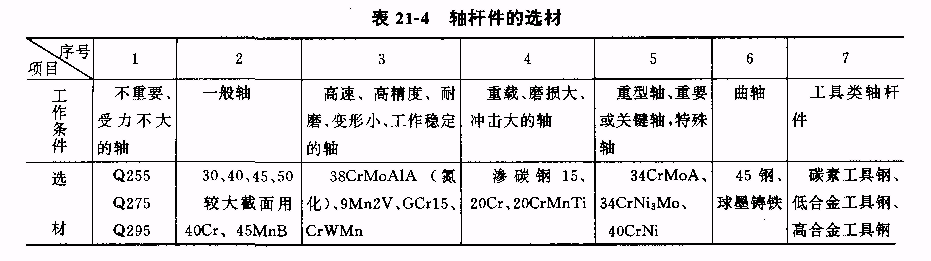 表 21-4 轴杆件的选材
序号
项目
1 2 3 4 5 6 7
工作条件
不重要、受力不大的轴
一般轴
高速、高精度、耐磨、变形小、工作稳定的轴
重载、磨损大、冲击大的轴
重型轴、重要或关键轴,特殊轴
曲轴
工具类轴杆件
选材
Q255
Q275
Q295
30、40、45、50
较大截面用
40Cr、45MnB
38CrMoAlA(氮
化)、9Mn2V、GCr15、
CrWMn
渗碳钢 15、
20Cr、20CrMnTi
34CrMoA、
34CrNi₃Mo、
40CrNi
45 钢、
球墨铸铁
碳素工具钢、
低合金工具钢、
高合金工具钢